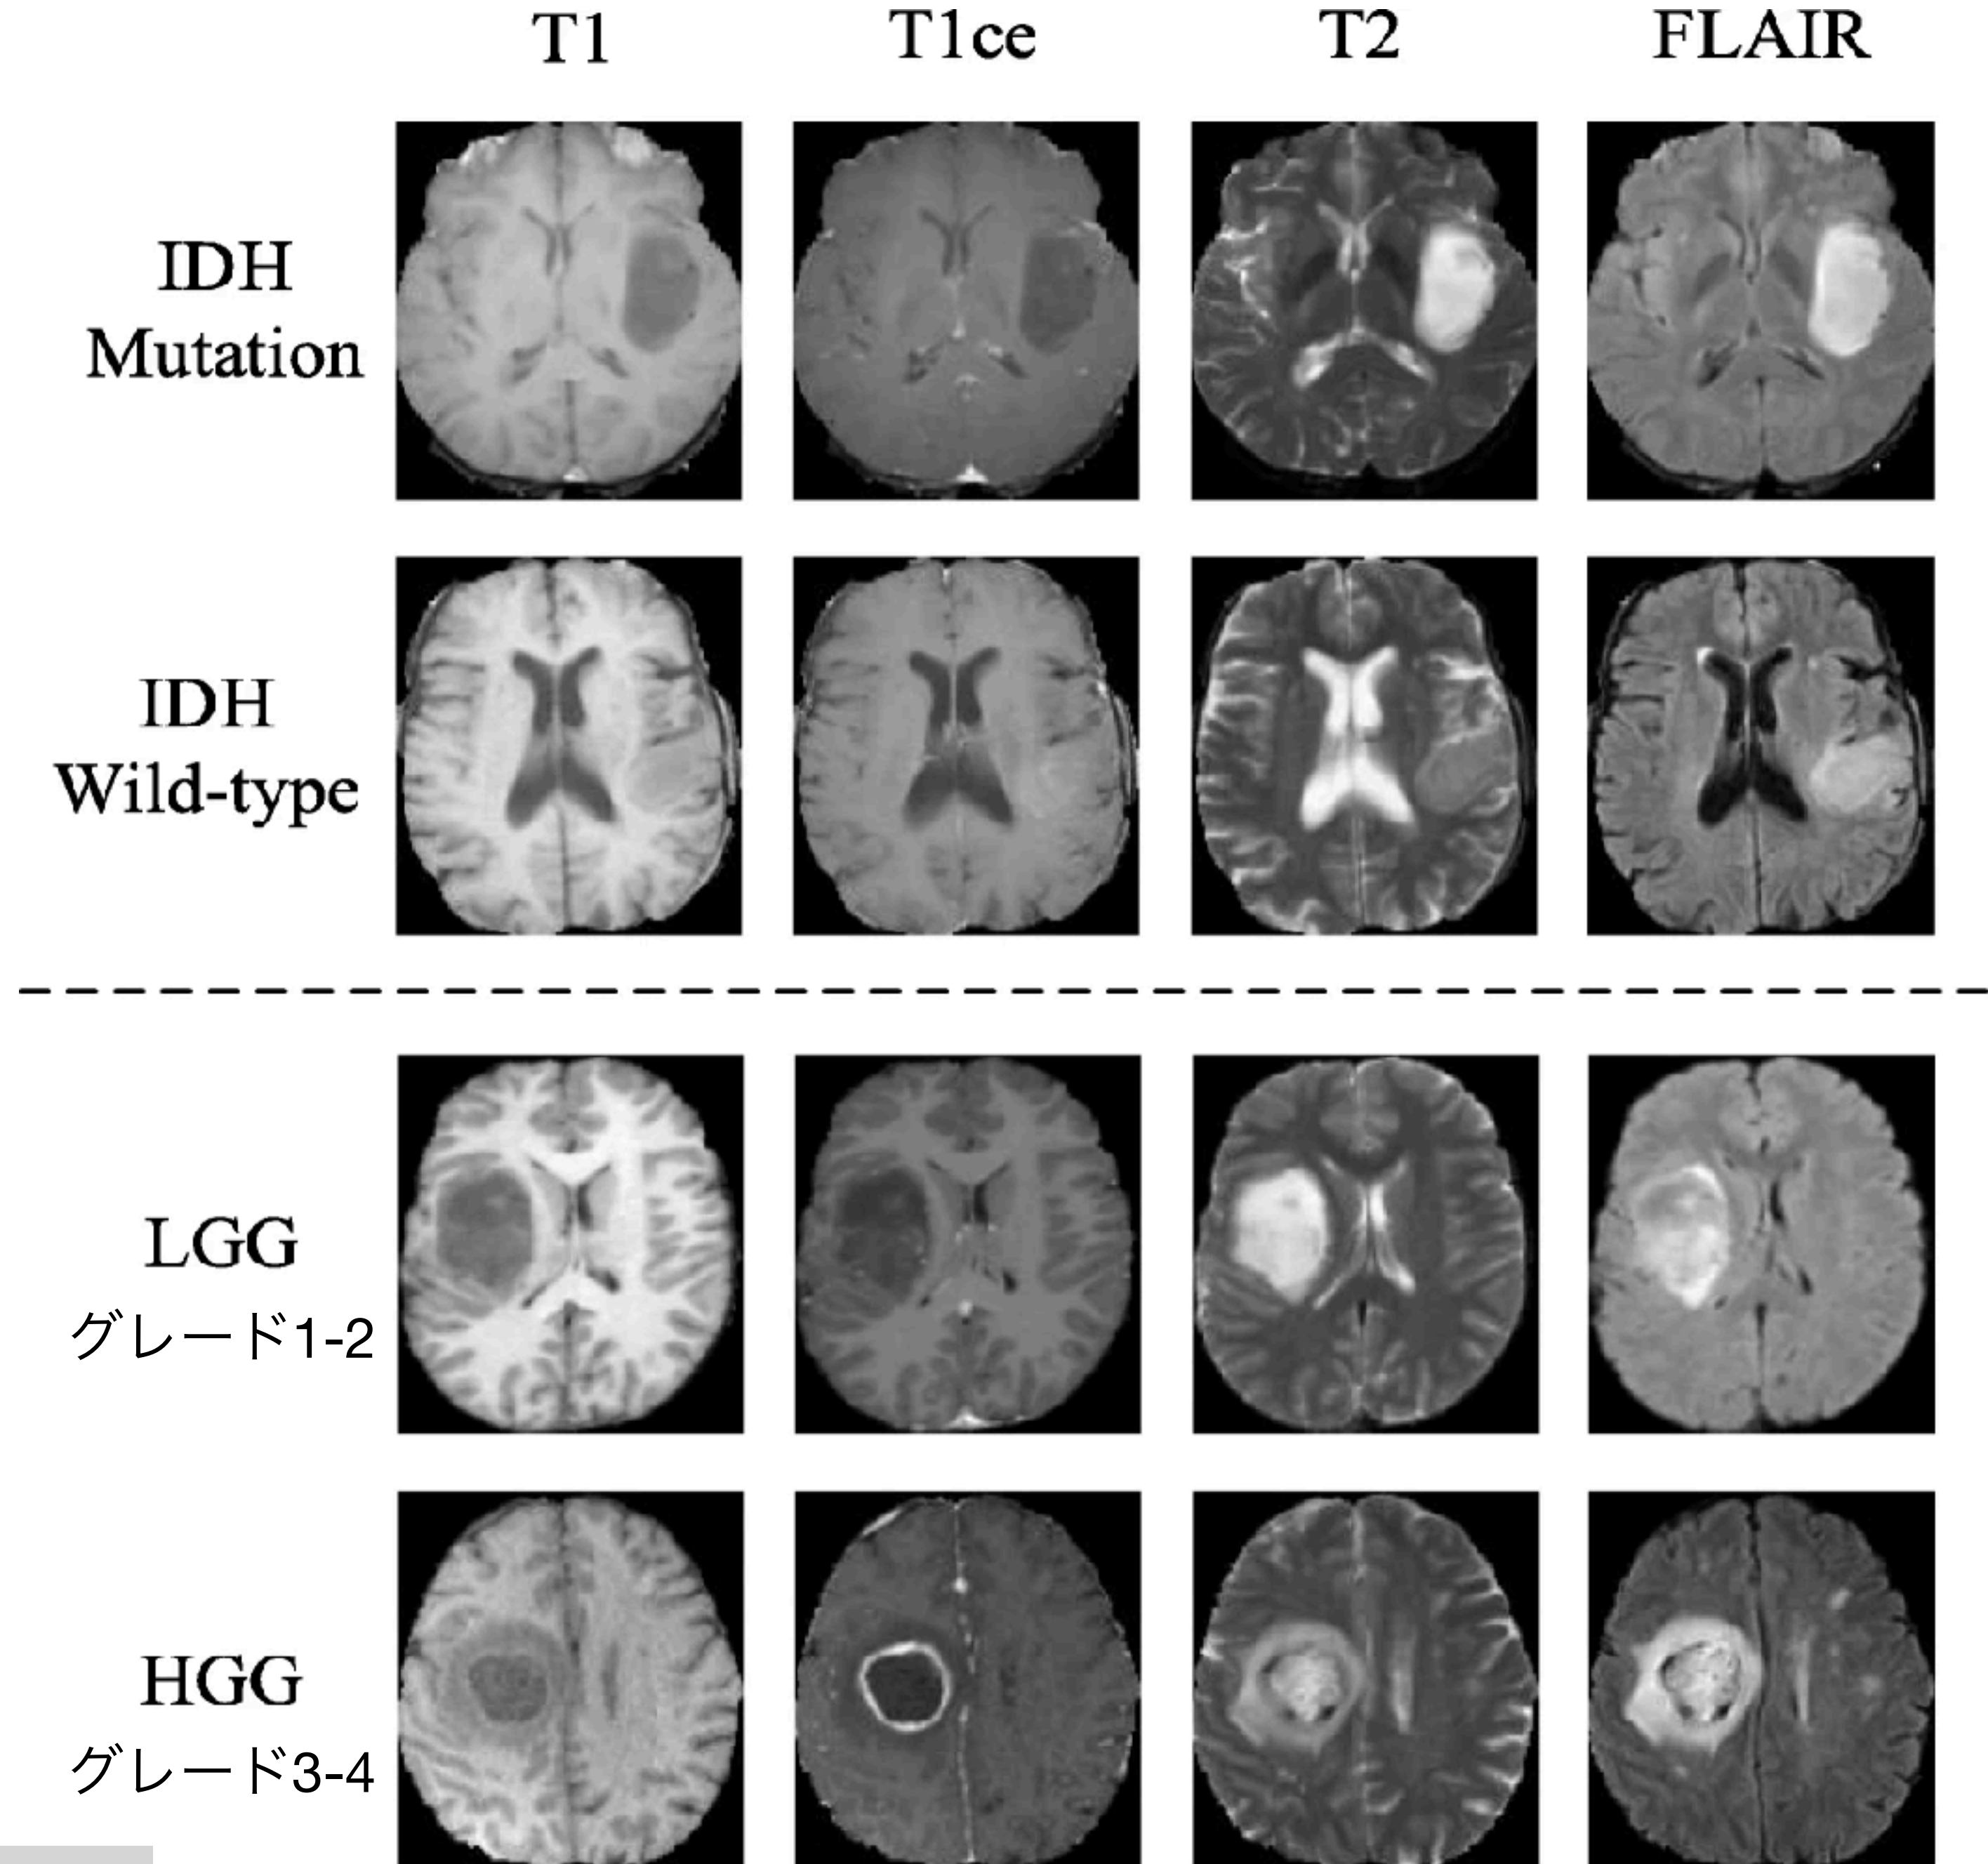 T1 T1ce T2 FLAIR
IDH
Mutation
IDH
Wild-type
LGG
グレード1-2
HGG
グレード3-4